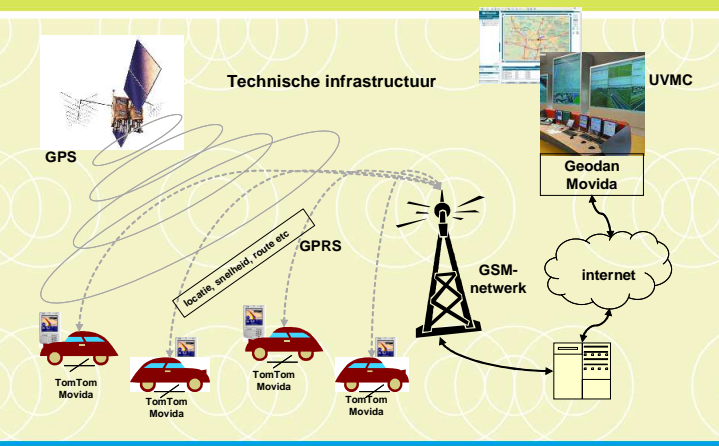 Technische infrastructuur
UVMC
GPS
Geodan
Movida
locatie, snelheid, route etc
GPRS
GSM-
netwerk
internet
TomTom
Movida
TomTom
Movida
TomTom
Movida
TomTom
Movida